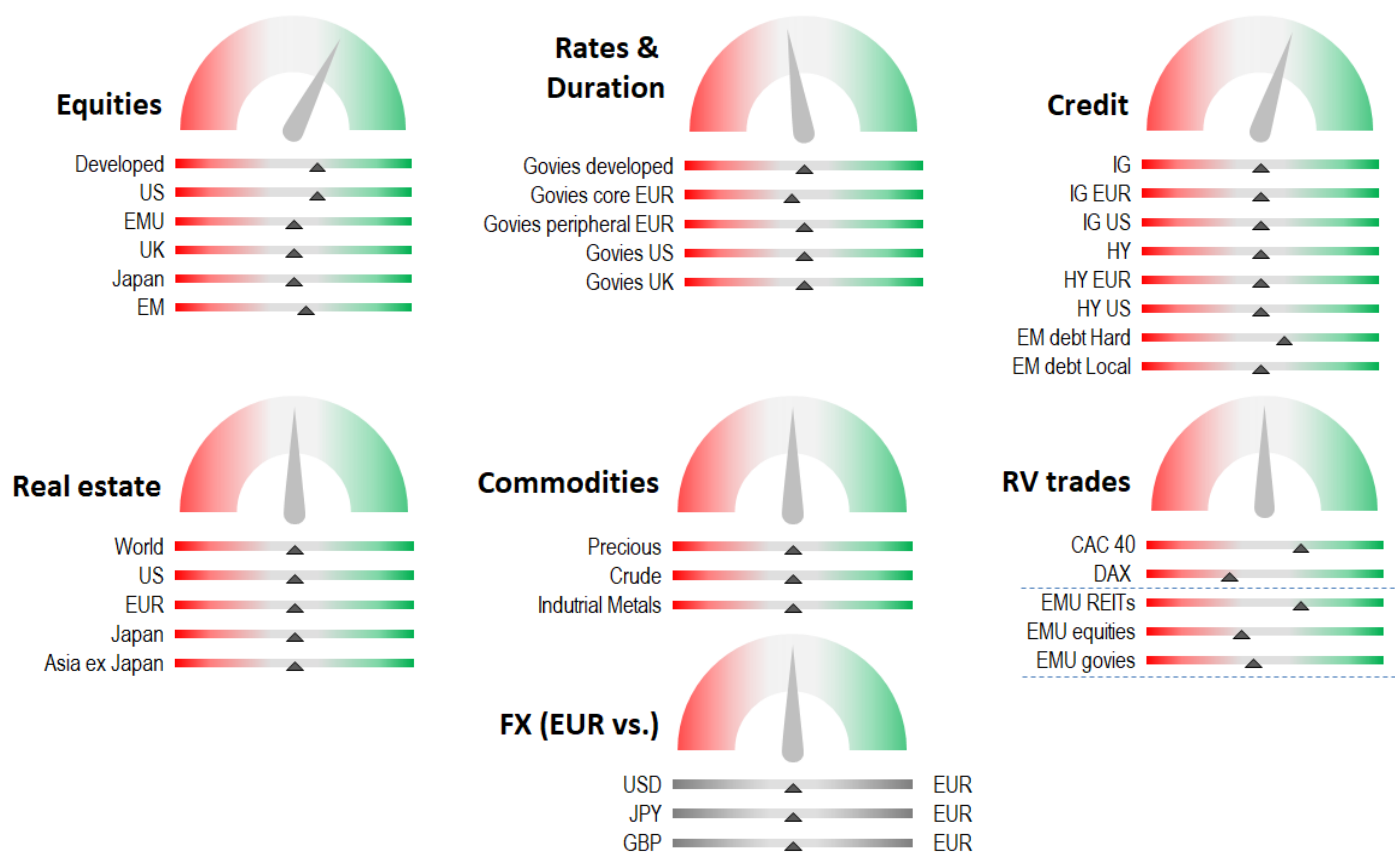 Equities
Developed
US
EMU
UK
Japan
EM
Rates &
Duration
Govies developed
Govies core EUR
Govies peripheral EUR
Govies US
Govies UK
Credit
IG
IG EUR
IG US
HY
HY EUR
HY US
EM debt Hard
EM debt Local
Real estate
World
US
EUR
Japan
Asia ex Japan
Commodities
Precious
Crude
Indutrial Metals
RV trades
CAC 40
DAX
EMU REITs
EMU equities
EMU govies
FX (EUR vs.)
USD EUR
JPY EUR
GBP EUR